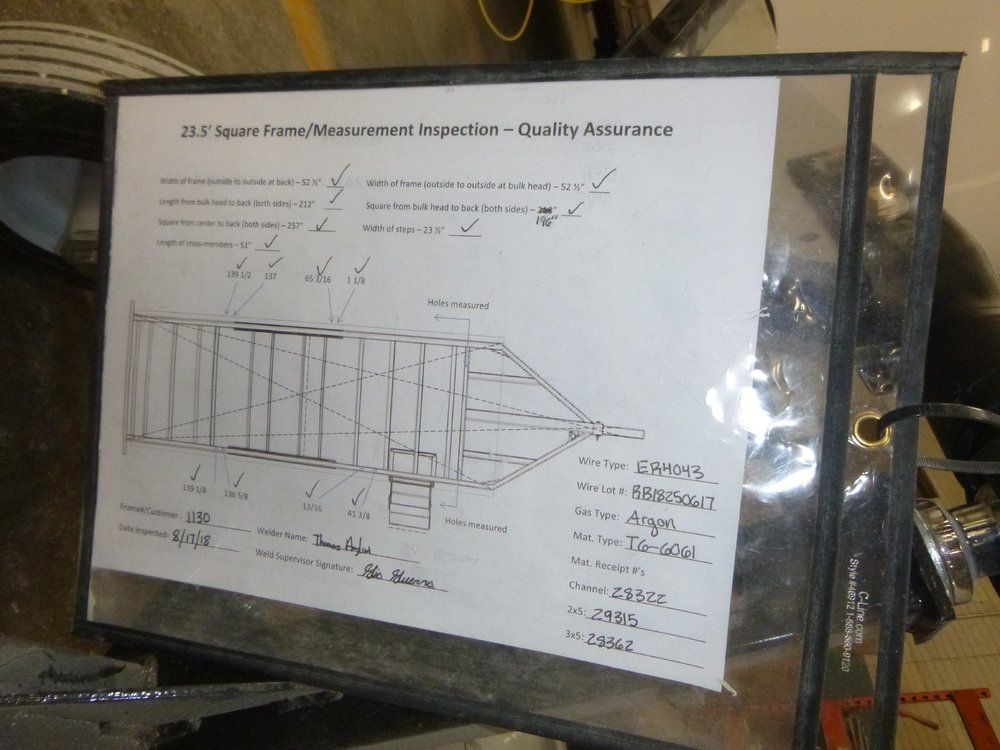 23.5' Square Frame/Measurement Inspection – Quality Assurance
Width of frame (outside to outside at back) – 52 ½" ✓
Width of frame (outside to outside at bulk head) – 52 ½" ✓
Length from bulk head to back (both sides) – 212" ✓
Square from bulk head to back (both sides) – " ✓
196"
Square from center to back (both sides) – 257" ✓
Width of steps – 23 ½" ✓
Length of cross-members – 51" ✓
139 1/2 137 65 3/16 1 1/8
Holes measured
139 1/8 136 5/8 13/16 41 3/8
Holes measured
Frame#/Customer: 1130
Date Inspected: 8/17/18
Welder Name: Thomas
Weld Supervisor Signature:
Wire Type: ER4043
Wire Lot #: RB18250617
Gas Type: Argon
Mat. Type: T6-6061
Mat. Receipt #'s
Channel: 28322
2x5: 29315
3x5: 28362
C-Line.com